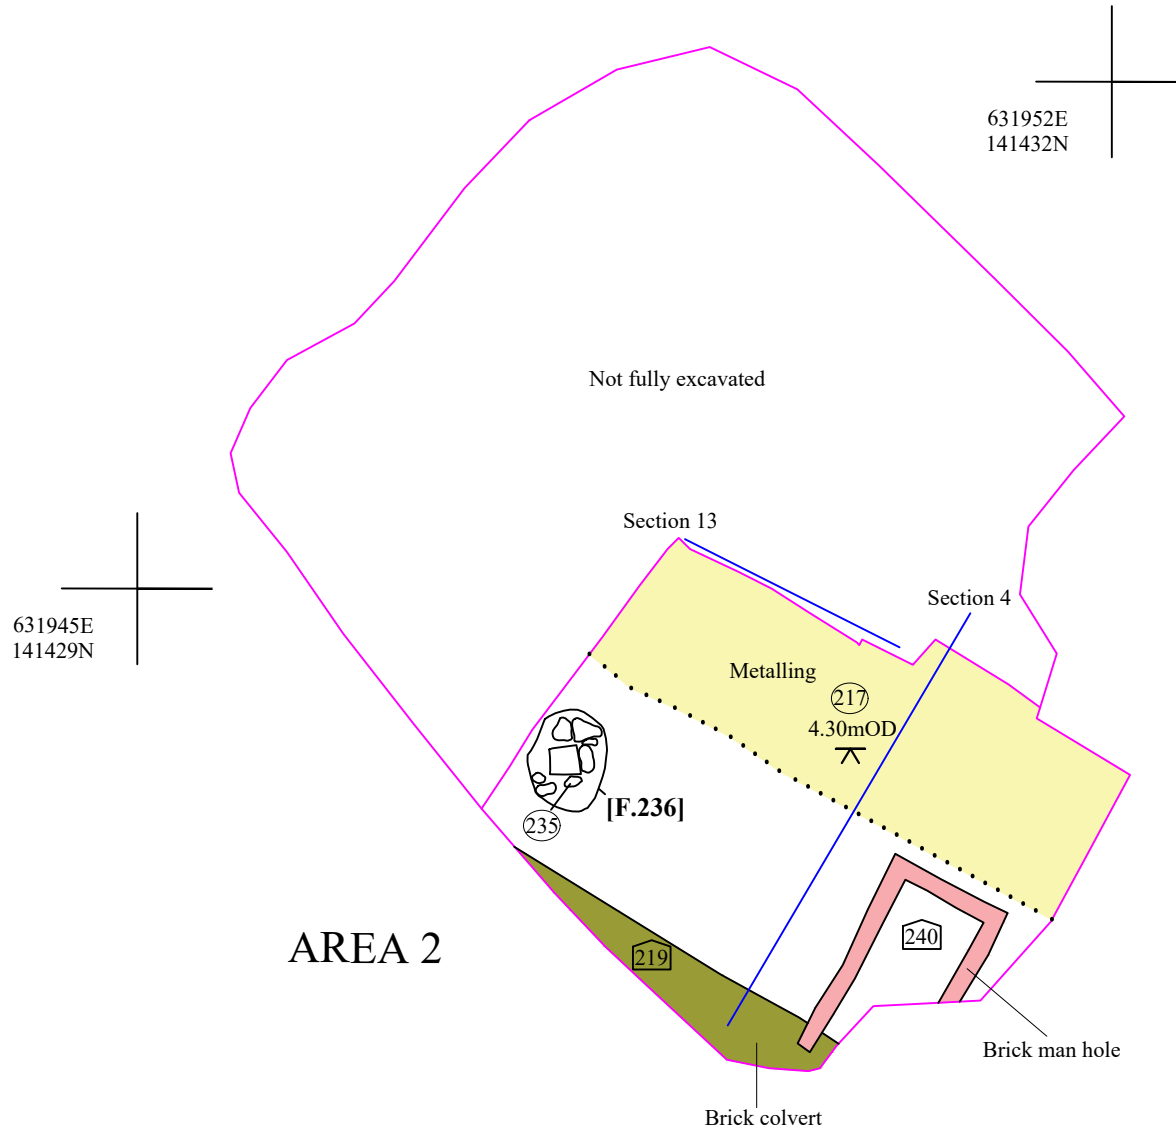 631952E
141432N
Not fully excavated
Section 13
Section 4
631945E
141429N
Metalling
217
4.30mOD
[F.236]
235
240
AREA 2
219
Brick man hole
Brick colvert